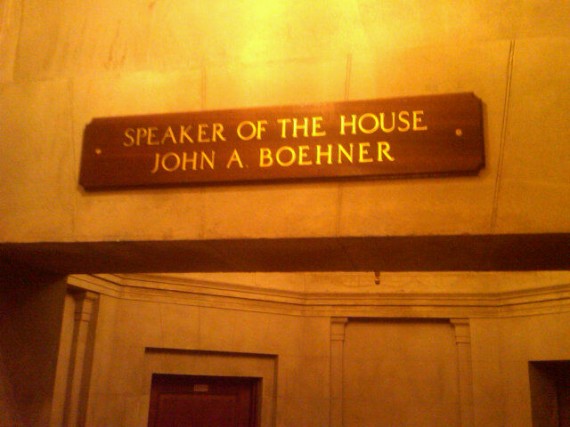 SPEAKER OF THE HOUSE
JOHN A. BOEHNER